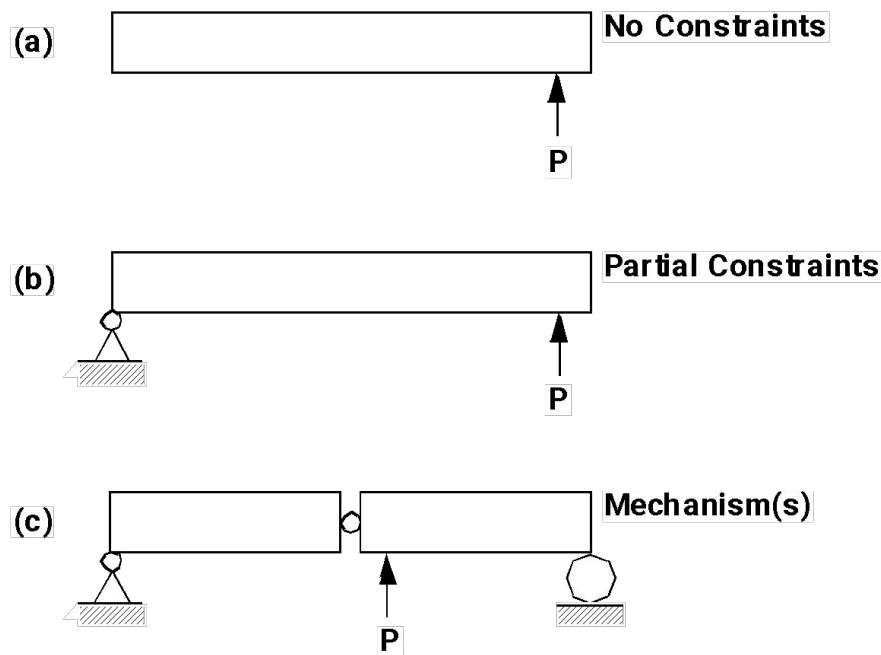 (a)
No Constraints
P
(b)
Partial Constraints
P
(c)
Mechanism(s)
P